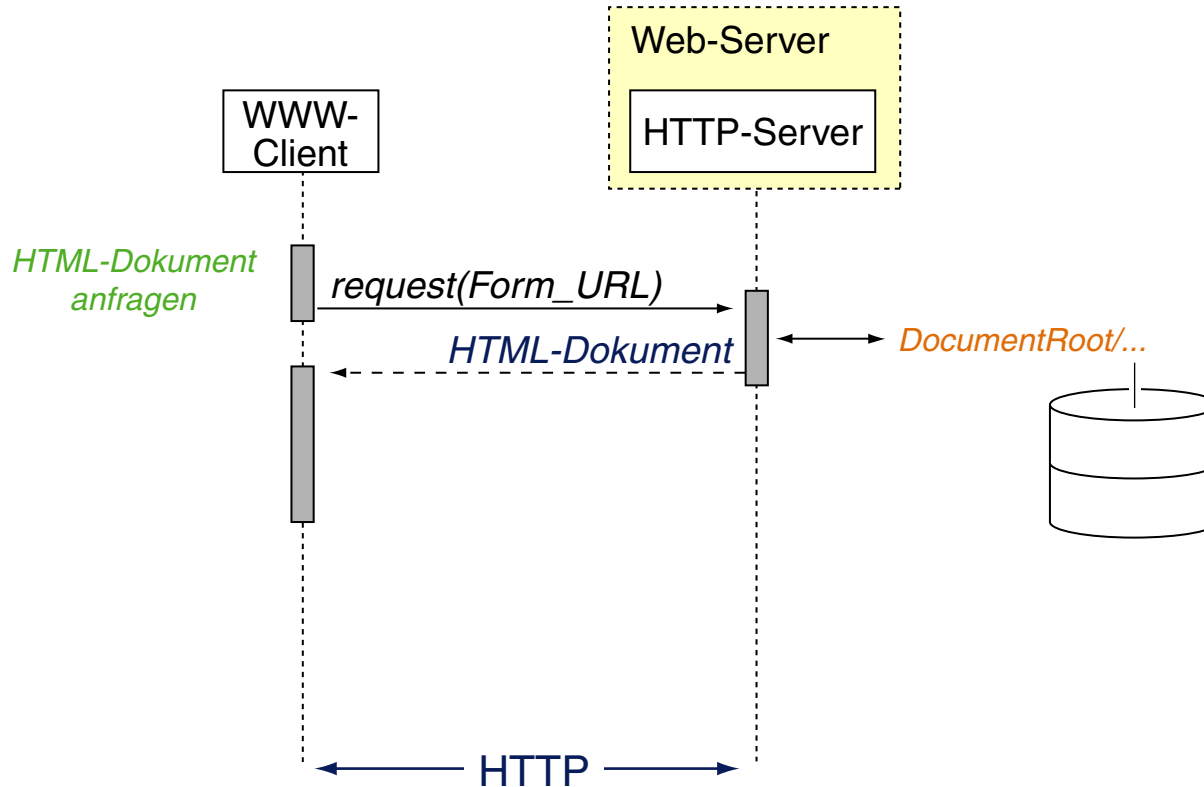 Web-Server
WWW-
Client
HTTP-Server
HTML-Dokument
anfragen
request(Form_URL)
HTML-Dokument
DocumentRoot/...
HTTP